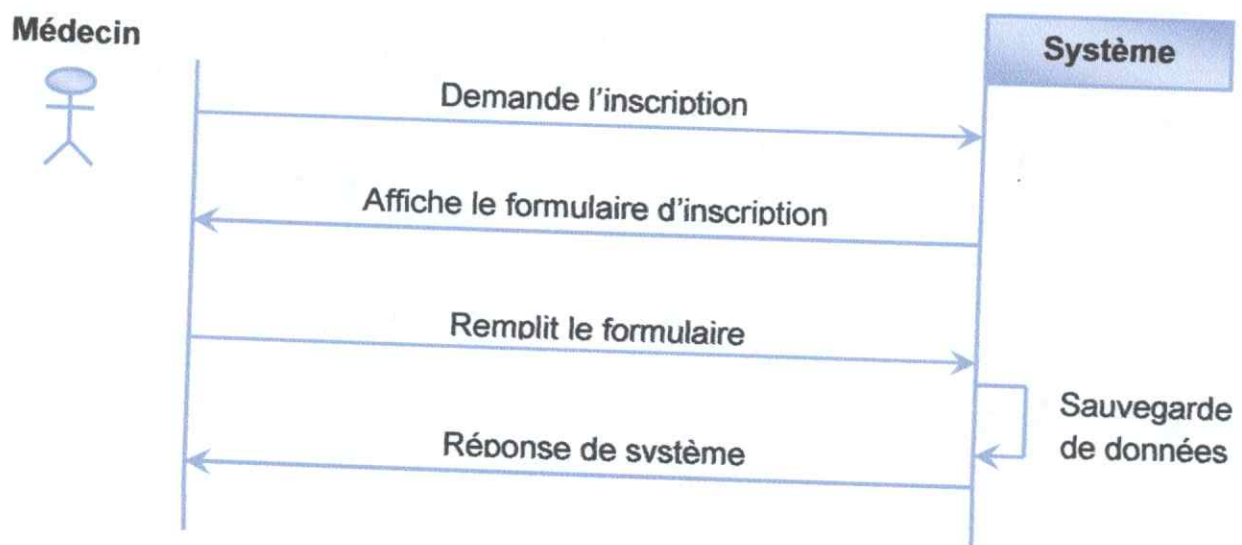 Médecin
Système
Demande l'inscription
Affiche le formulaire d'inscription
Remplit le formulaire
Sauvegarde
de données
Réponse de système